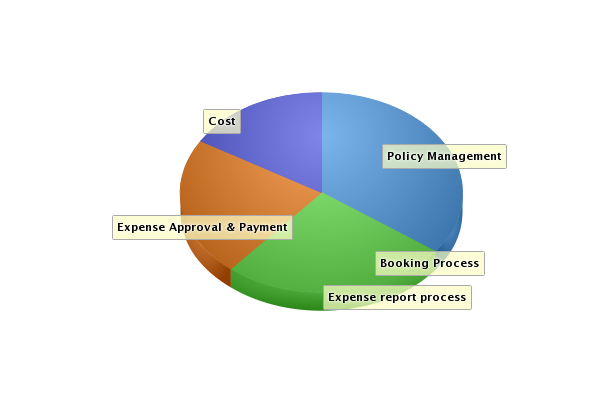 Cost
Policy Management
Expense Approval & Payment
Booking Process
Expense report process